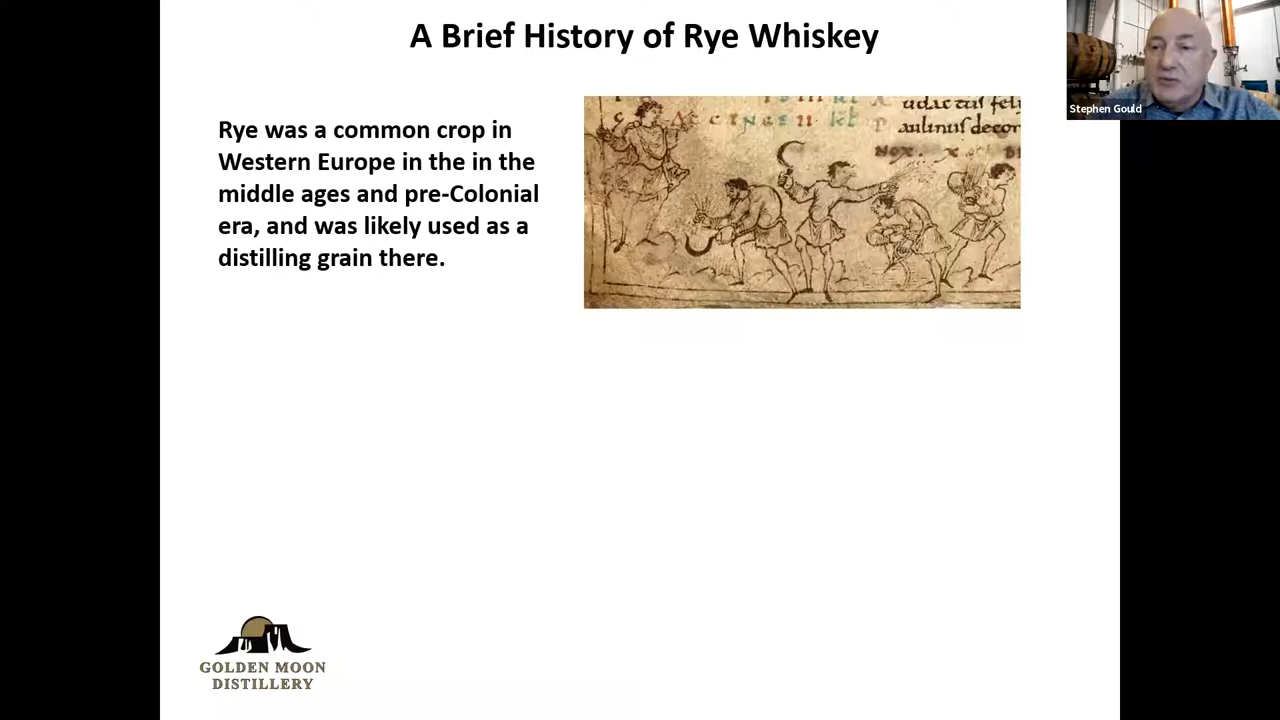 A Brief History of Rye Whiskey
Stephen Gould
Rye was a common crop in
Western Europe in the in the
middle ages and pre-Colonial
era, and was likely used as a
distilling grain there.
GOLDEN MOON
DISTILLERY